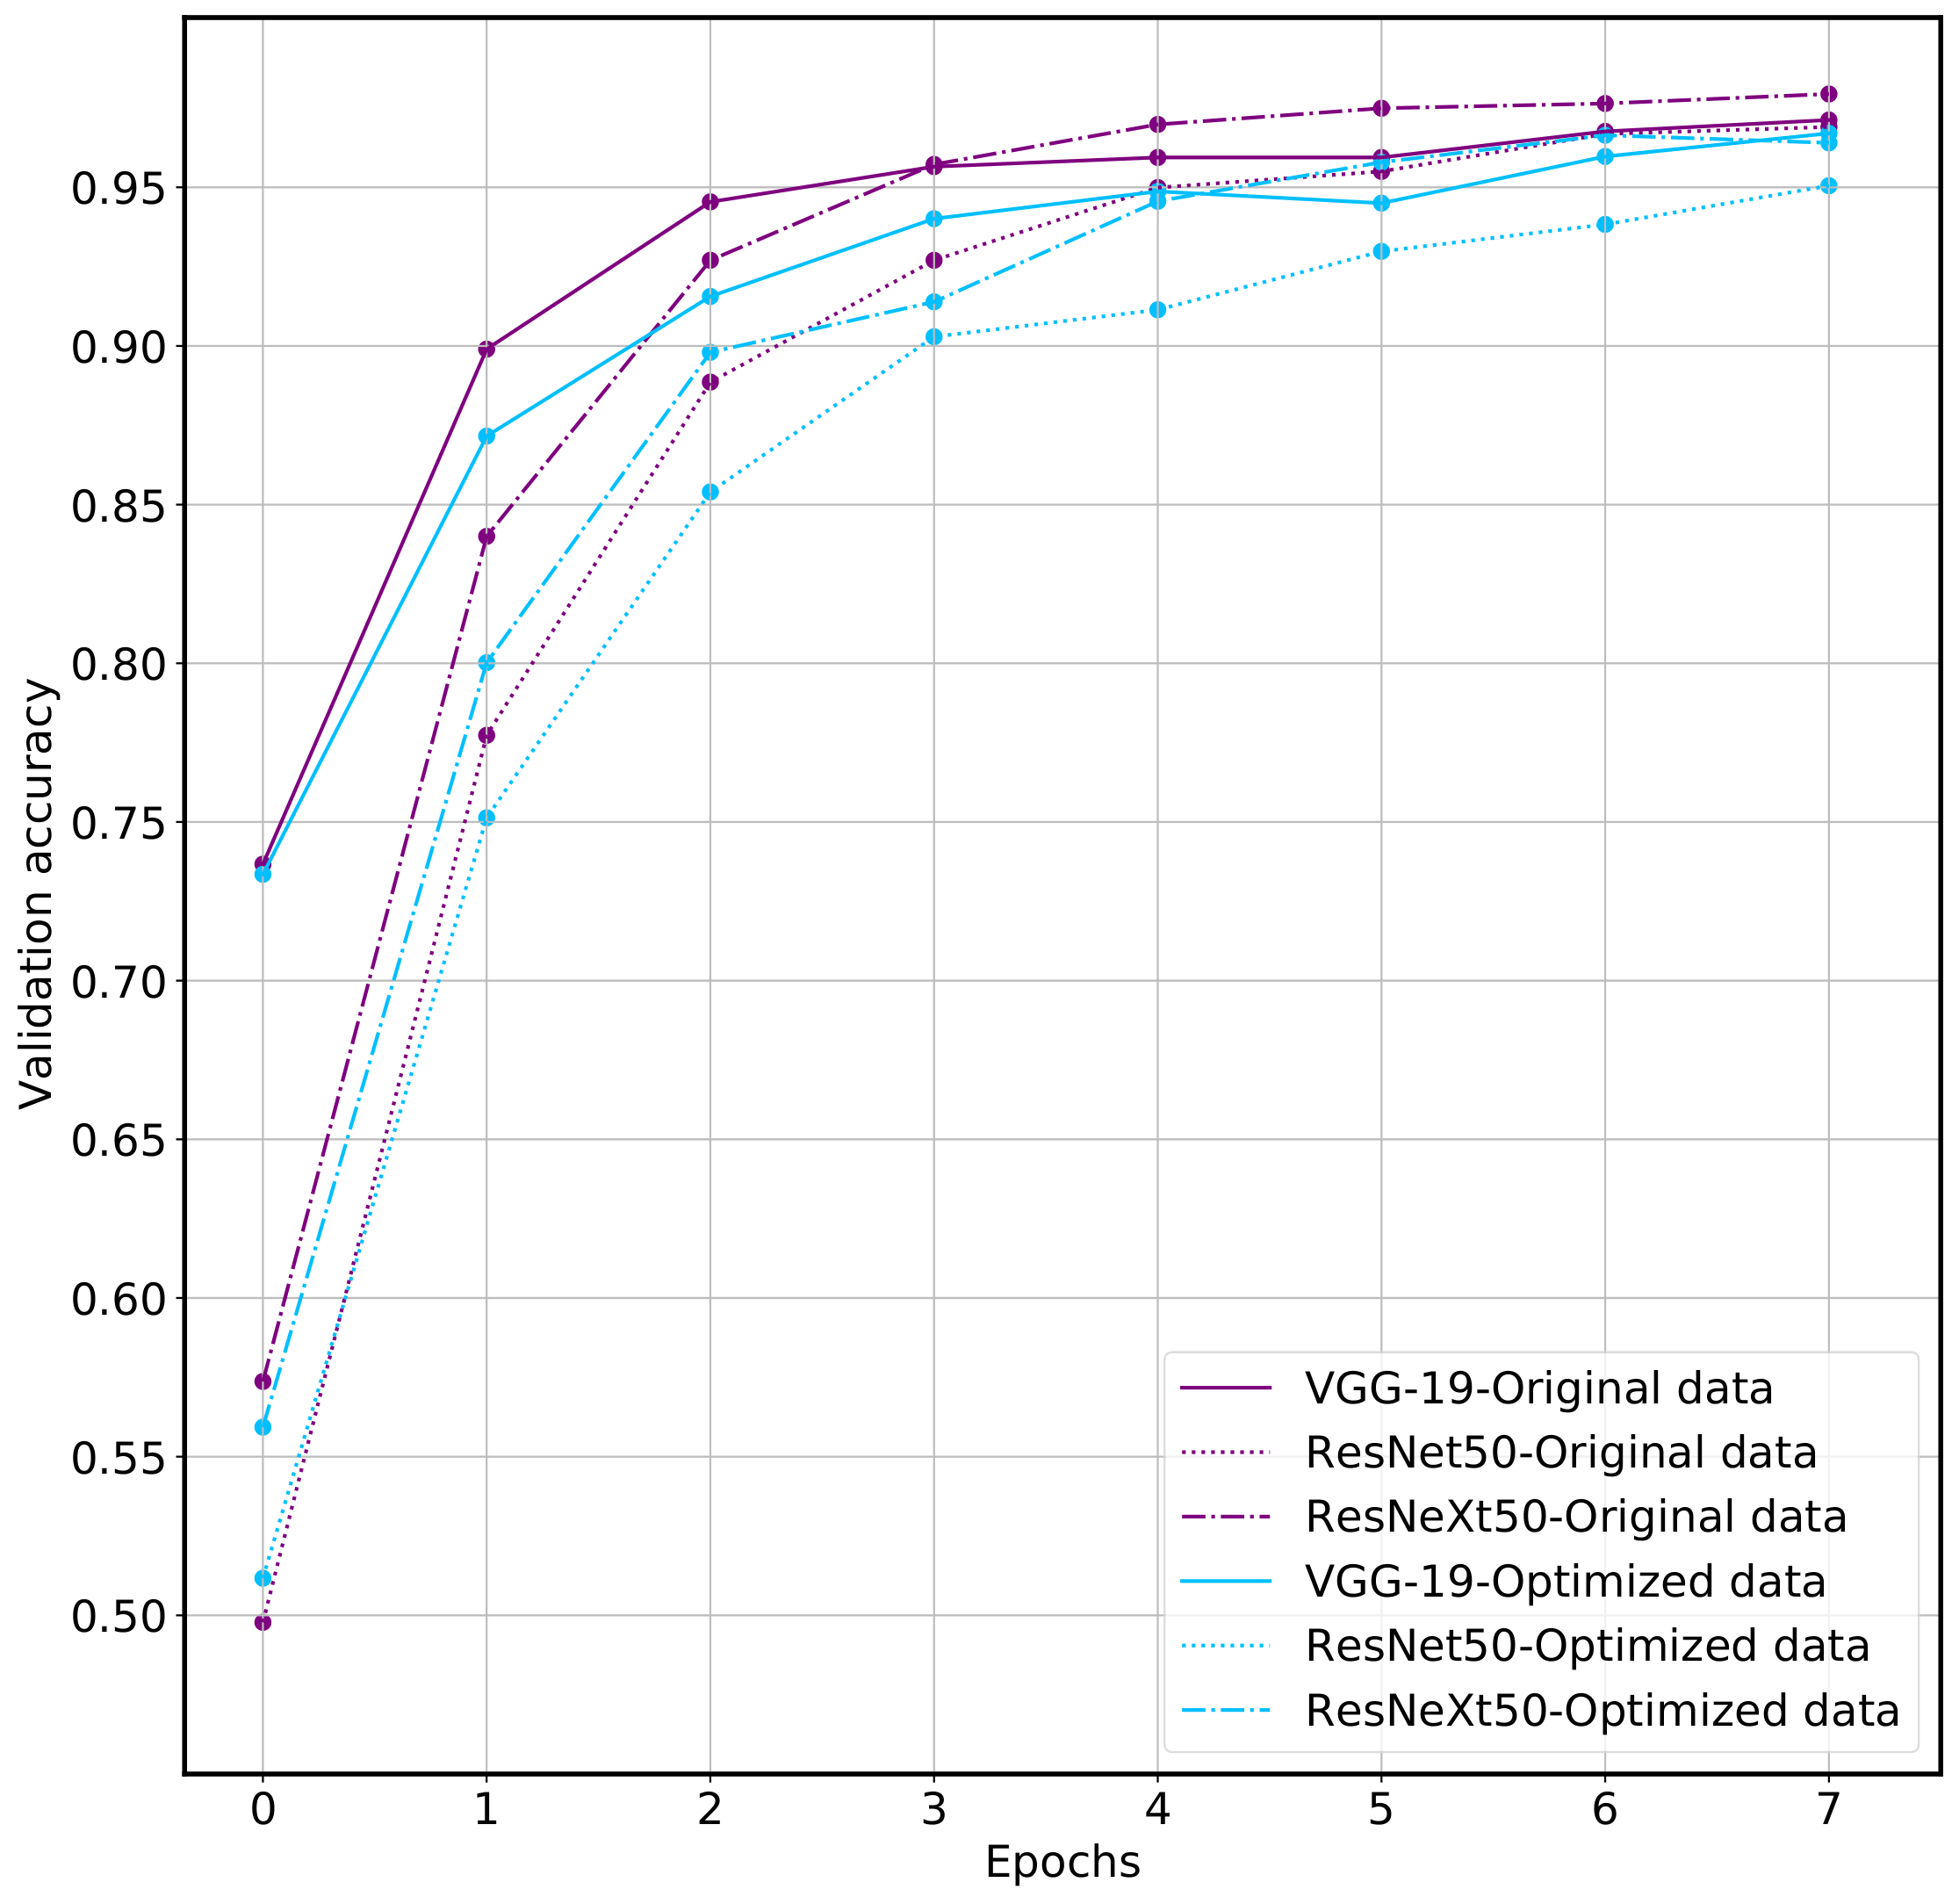 0.95
0.90
0.85
0.80
0.75
0.70
0.65
0.60
0.55
0.50
Validation accuracy
VGG-19-Original data
ResNet50-Original data
ResNeXt50-Original data
VGG-19-Optimized data
ResNet50-Optimized data
ResNeXt50-Optimized data
0 1 2 3 4 5 6 7
Epochs